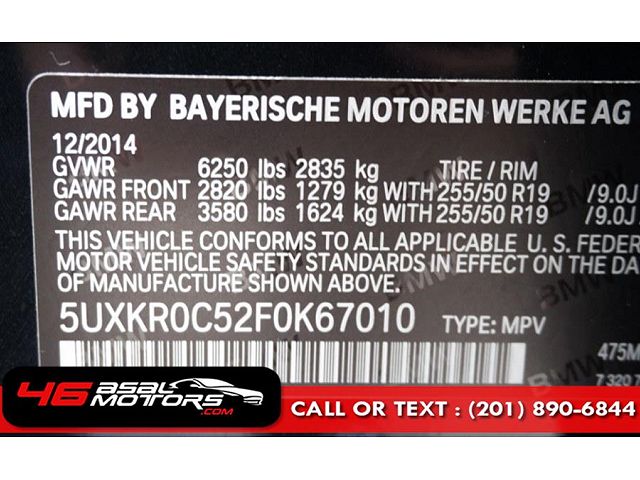 MFD BY BAYERISCHE MOTOREN WERKE AG
12/2014
GVWR 6250 lbs 2835 kg TIRE / RIM
GAWR FRONT 2820 lbs 1279 kg WITH 255/50 R19 /9.0J
GAWR REAR 3580 lbs 1624 kg WITH 255/50 R19 /9.0J
THIS VEHICLE CONFORMS TO ALL APPLICABLE U. S. FEDER
MOTOR VEHICLE SAFETY STANDARDS IN EFFECT ON THE DA
OF MANUFACTURE SHOWN ABOVE.
5UXKR0C52F0K67010 TYPE: MPV
475M
7 320 7
46 ASAL
MOTORS.COM
CALL OR TEXT : (201) 890-6844